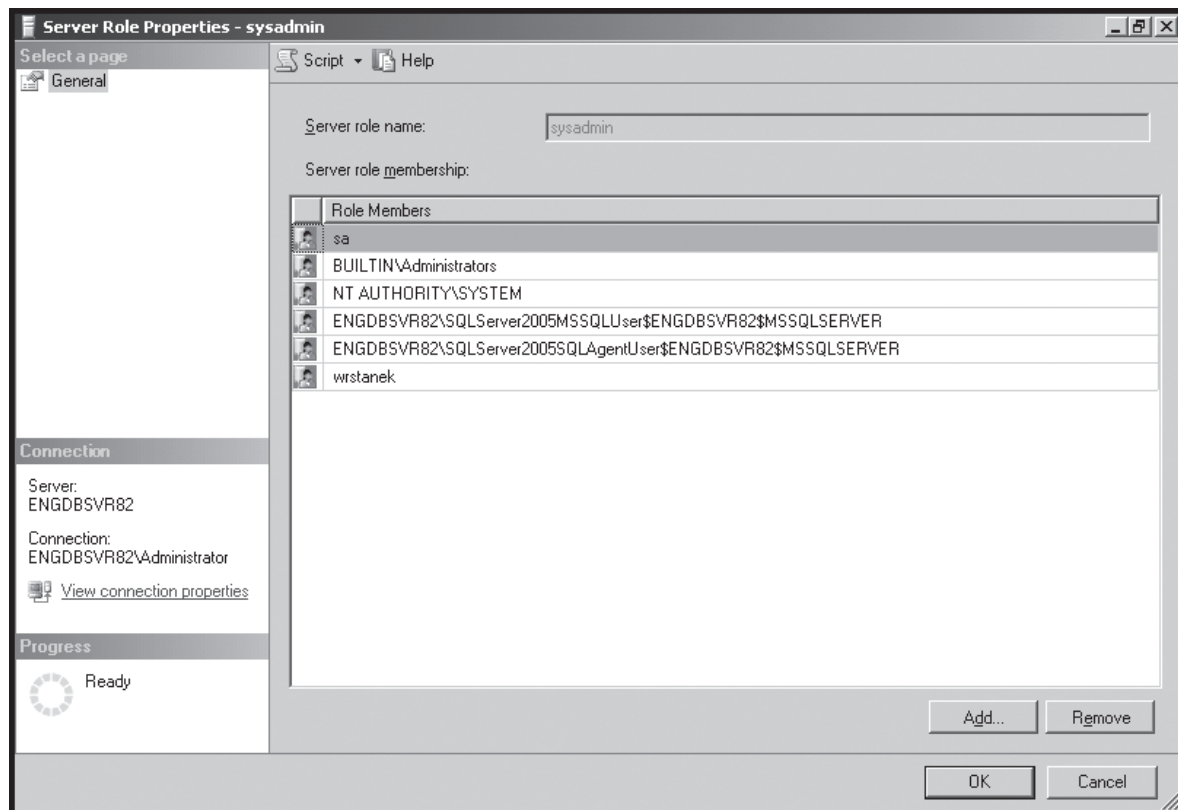 Server Role Properties - sysadmin
Select a page
General
Script
Help
Server role name:
sysadmin
Server role membership:
Role Members
sa
BUILTIN\Administrators
NT AUTHORITY\SYSTEM
ENGDBSVR82\SQLServer2005MSSQLUser$ENGDBSVR82$MSSQLSERVER
ENGDBSVR82\SQLServer2005SQLAgentUser$ENGDBSVR82$MSSQLSERVER
wrstanek
Connection
Server:
ENGDBSVR82
Connection:
ENGDBSVR82\Administrator
View connection properties
Progress
Ready
Add...
Remove
OK
Cancel